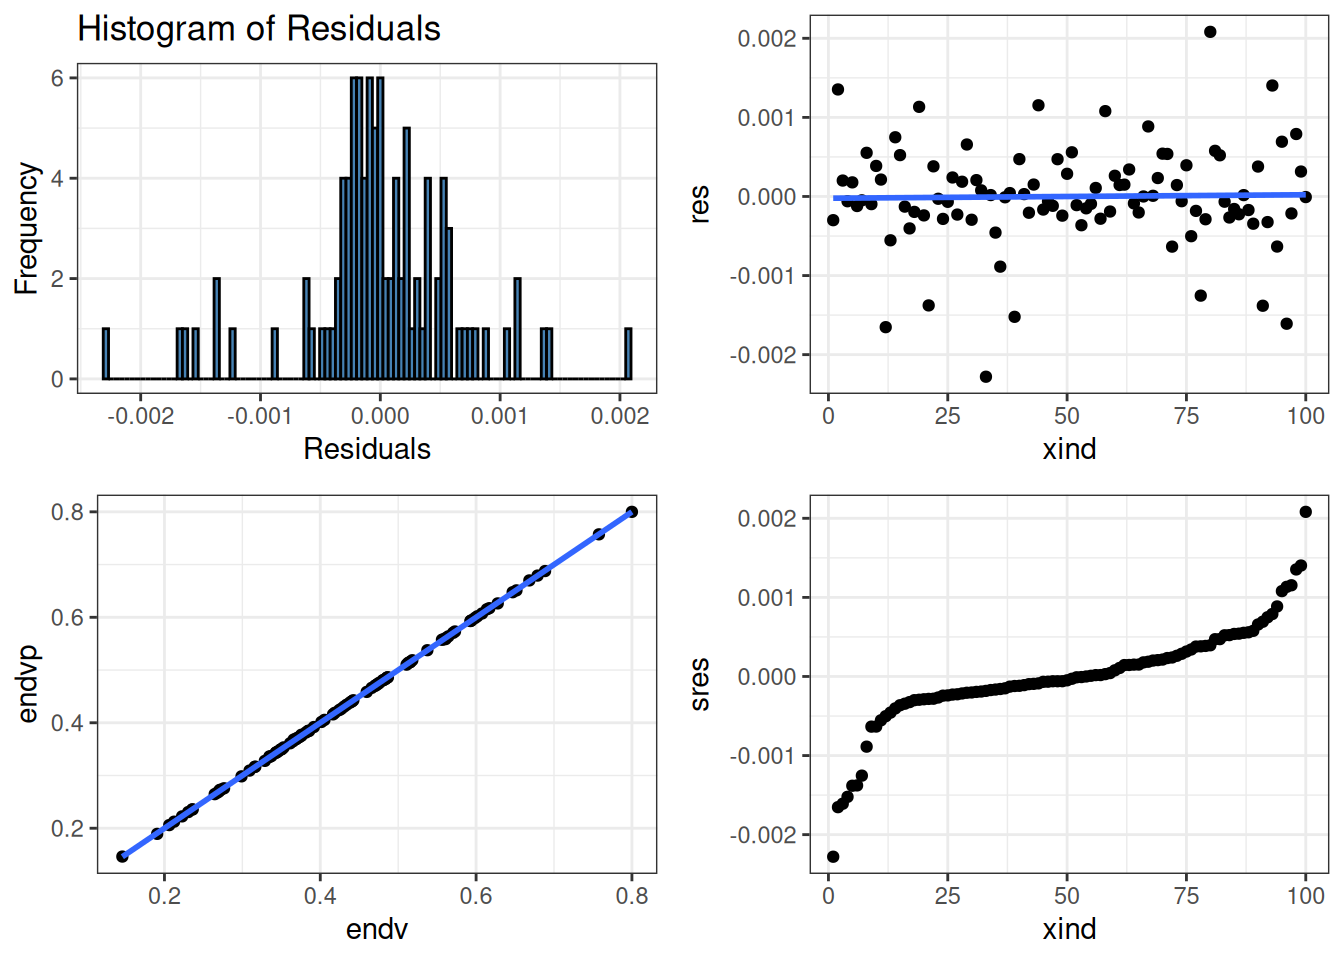 Histogram of Residuals
6
4
2
0
Frequency
-0.002 -0.001 0.000 0.001 0.002
Residuals
0.002
0.001
0.000
-0.001
-0.002
res
0 25 50 75 100
xind
0.8
0.6
0.4
0.2
endvp
0.2 0.4 0.6 0.8
endv
0.002
0.001
0.000
-0.001
-0.002
sres
0 25 50 75 100
xind